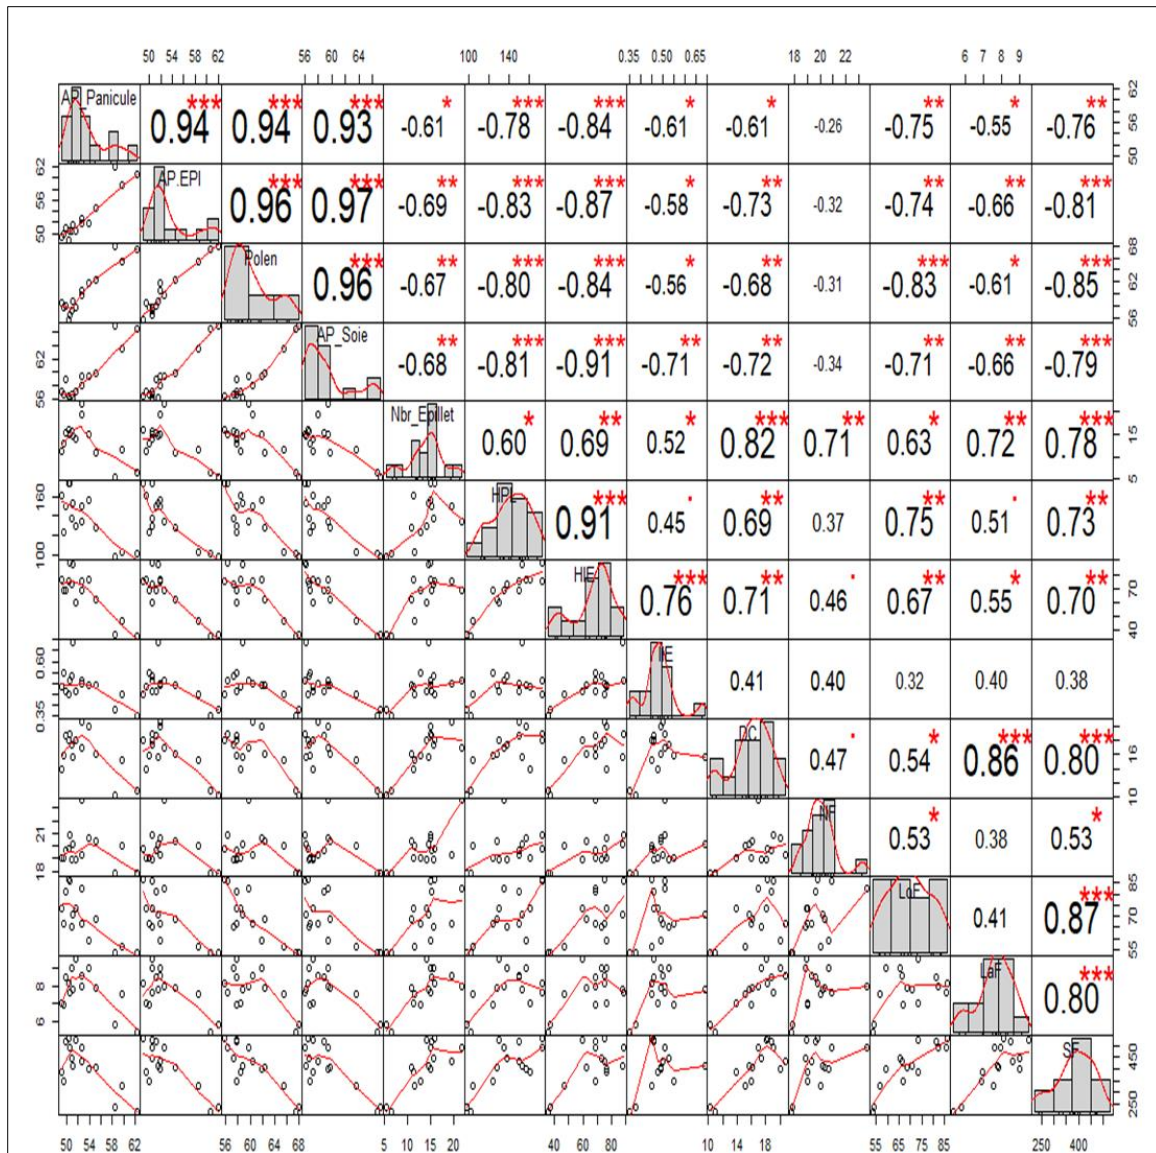 50 54 58 62 56 60 64 100 140 0.35 0.50 0.65 18 20 22 6 7 8 9
AP_Panicule 0.94 *** 0.94 *** 0.93 *** -0.61 * -0.78 *** -0.84 *** -0.61 * -0.61 * -0.26 -0.75 ** -0.55 * -0.76 ** 50 56 62
50 56 62 AP.EPI 0.96 *** 0.97 *** -0.69 ** -0.83 *** -0.87 *** -0.58 * -0.73 ** -0.32 -0.74 ** -0.66 ** -0.81 ***
Polen 0.96 *** -0.67 ** -0.80 *** -0.84 *** -0.56 * -0.68 ** -0.31 -0.83 *** -0.61 * -0.85 *** 56 62 68
56 62 AP_Soie -0.68 ** -0.81 *** -0.91 *** -0.71 ** -0.72 ** -0.34 -0.71 ** -0.66 ** -0.79 ***
Nbr_Epillet 0.60 * 0.69 ** 0.52 * 0.82 *** 0.71 ** 0.63 * 0.72 ** 0.78 *** 5 15
100 160 0.91 *** 0.45 . 0.69 ** 0.37 0.75 ** 0.51 . 0.73 **
HIE 0.76 *** 0.71 ** 0.46 . 0.67 ** 0.55 * 0.70 ** 40 70
0.35 0.60 0.41 0.40 0.32 0.40 0.38
0.47 . 0.54 * 0.86 *** 0.80 *** 10 16
18 21 NF 0.53 * 0.38 0.53 *
0.41 0.87 *** 55 70 85
6 8 LaF 0.80 ***
SF 250 450
50 54 58 62 56 60 64 68 5 10 15 20 40 60 80 10 14 18 55 65 75 85 250 400